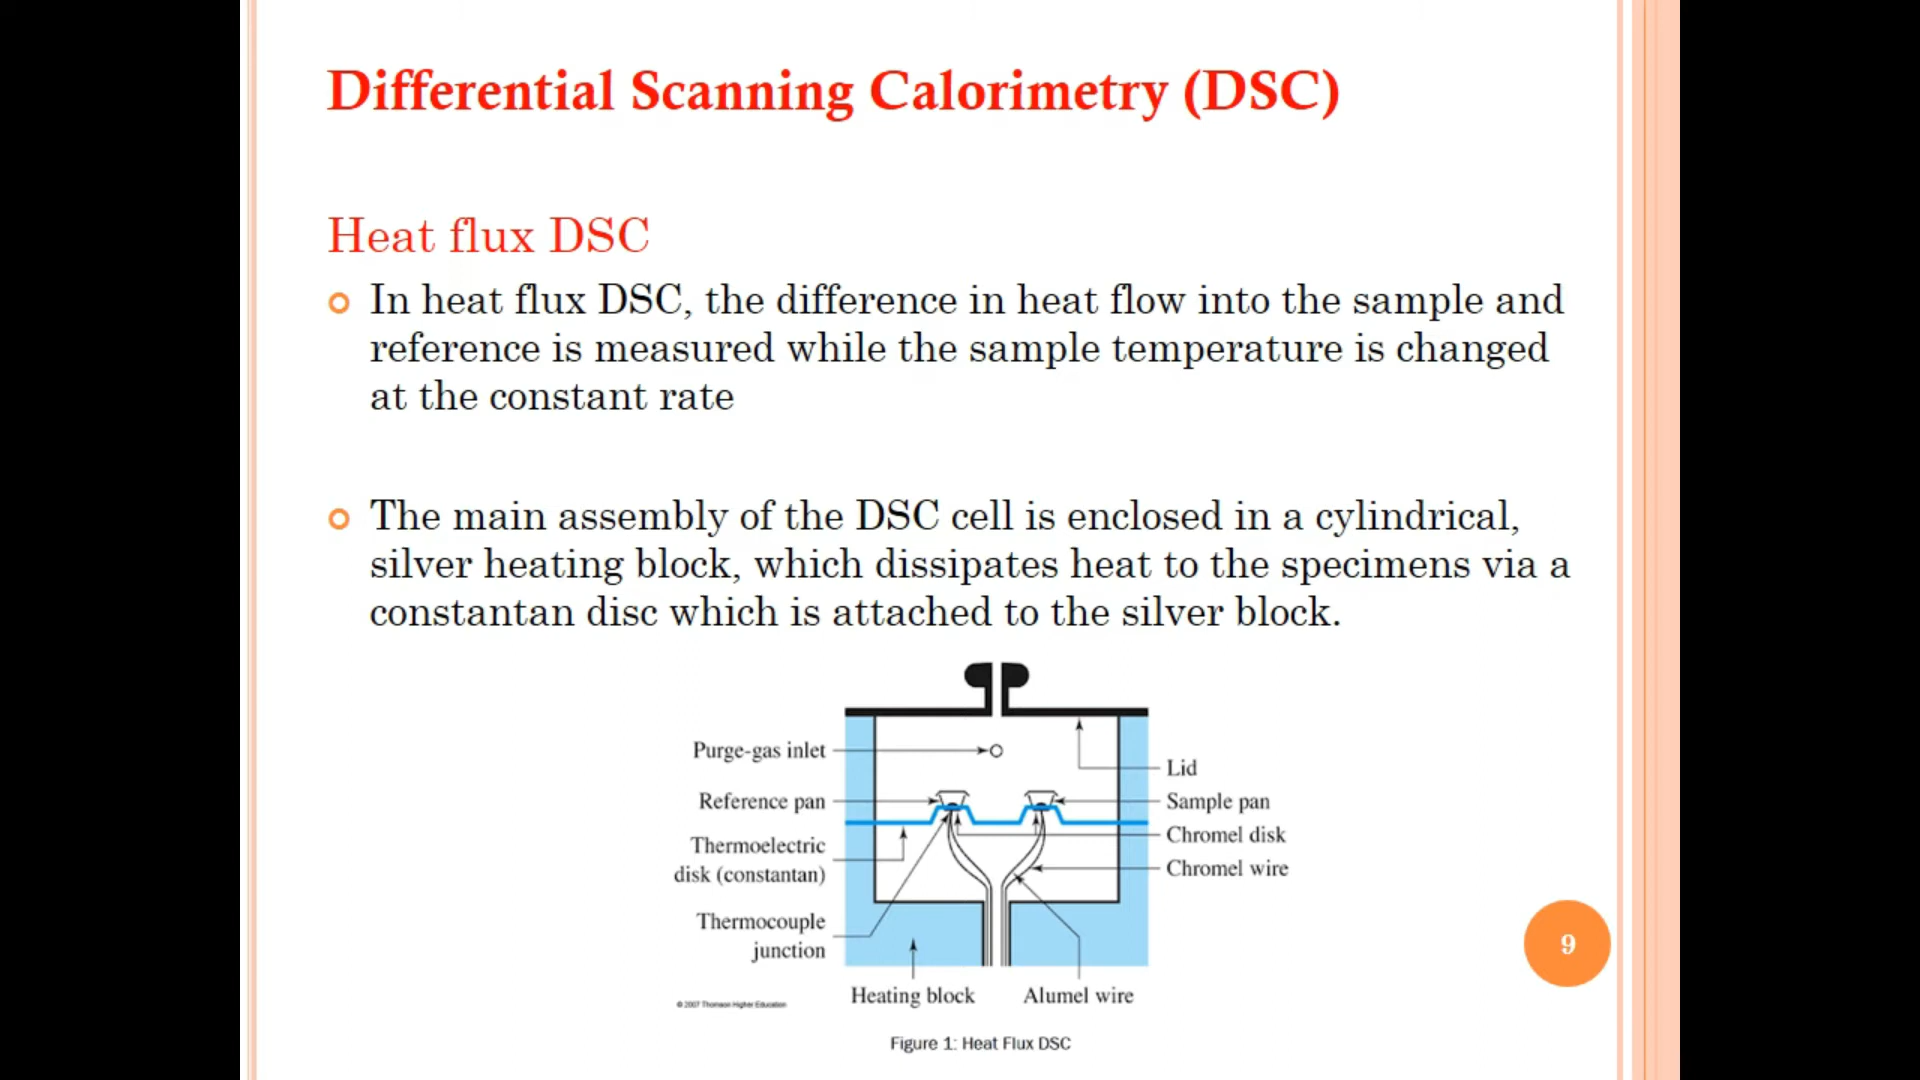 Differential Scanning Calorimetry (DSC)
Heat flux DSC
In heat flux DSC, the difference in heat flow into the sample and
reference is measured while the sample temperature is changed
at the constant rate
The main assembly of the DSC cell is enclosed in a cylindrical,
silver heating block, which dissipates heat to the specimens via a
constantan disc which is attached to the silver block.
Purge-gas inlet
Reference pan
Thermoelectric
disk (constantan)
Thermocouple
junction
Lid
Sample pan
Chromel disk
Chromel wire
Heating block
Alumel wire
© 2007 Thomson Higher Education
Figure 1: Heat Flux DSC
9